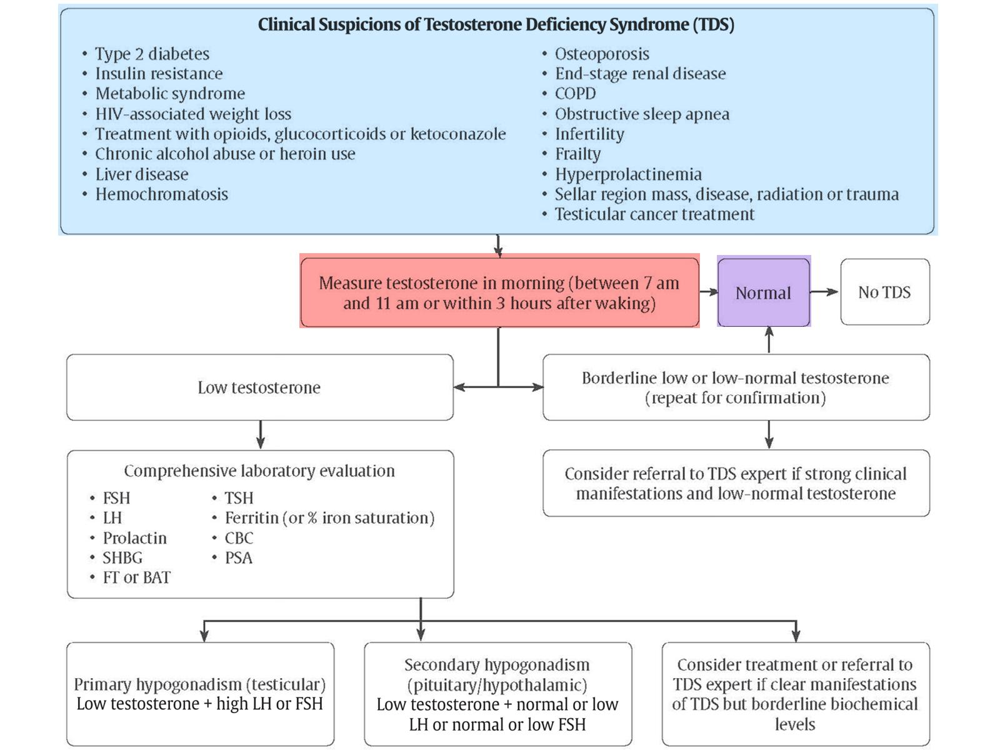 Clinical Suspicions of Testosterone Deficiency Syndrome (TDS)
• Type 2 diabetes
• Insulin resistance
• Metabolic syndrome
• HIV-associated weight loss
• Treatment with opioids, glucocorticoids or ketoconazole
• Chronic alcohol abuse or heroin use
• Liver disease
• Hemochromatosis
• Osteoporosis
• End-stage renal disease
• COPD
• Obstructive sleep apnea
• Infertility
• Frailty
• Hyperprolactinemia
• Sellar region mass, disease, radiation or trauma
• Testicular cancer treatment
Measure testosterone in morning (between 7 am
and 11 am or within 3 hours after waking)
Normal
No TDS
Low testosterone
Borderline low or low-normal testosterone
(repeat for confirmation)
Comprehensive laboratory evaluation
• FSH
• LH
• Prolactin
• SHBG
• FT or BAT
• TSH
• Ferritin (or % iron saturation)
• CBC
• PSA
Consider referral to TDS expert if strong clinical
manifestations and low-normal testosterone
Primary hypogonadism (testicular)
Low testosterone + high LH or FSH
Secondary hypogonadism
(pituitary/hypothalamic)
Low testosterone + normal or low
LH or normal or low FSH
Consider treatment or referral to
TDS expert if clear manifestations
of TDS but borderline biochemical
levels